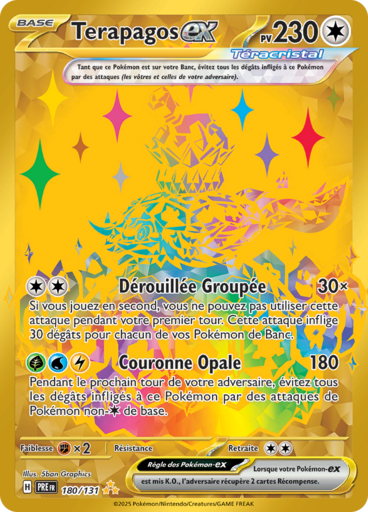 BASE Terapagos ex PV 230
Téracristal
Tant que ce Pokémon est sur votre Banc, évitez tous les dégâts infligés à ce Pokémon
par des attaques (les vôtres et celles de votre adversaire).
Dérouillée Groupée 30×
Si vous jouez en second, vous ne pouvez pas utiliser cette
attaque pendant votre premier tour. Cette attaque inflige
30 dégâts pour chacun de vos Pokémon de Banc.
Couronne Opale 180
Pendant le prochain tour de votre adversaire, évitez tous
les dégâts infligés à ce Pokémon par des attaques de
Pokémon non- de base.
Faiblesse ×2 Résistance Retraite
Illus. 5ban Graphics
H PRE FR 180/131
Règle des Pokémon-ex Lorsque votre Pokémon-ex
est mis K.O., l'adversaire récupère 2 cartes Récompense.
©2025 Pokémon/Nintendo/Creatures/GAME FREAK